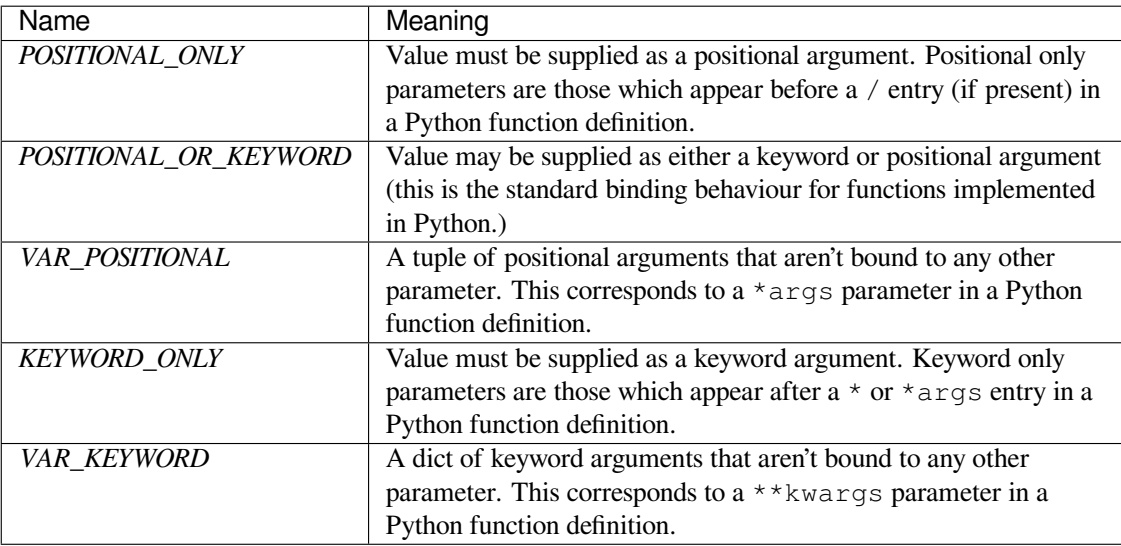 Name Meaning
POSITIONAL_ONLY Value must be supplied as a positional argument. Positional only
parameters are those which appear before a / entry (if present) in
a Python function definition.
POSITIONAL_OR_KEYWORD Value may be supplied as either a keyword or positional argument
(this is the standard binding behaviour for functions implemented
in Python.)
VAR_POSITIONAL A tuple of positional arguments that aren't bound to any other
parameter. This corresponds to a *args parameter in a Python
function definition.
KEYWORD_ONLY Value must be supplied as a keyword argument. Keyword only
parameters are those which appear after a * or *args entry in a
Python function definition.
VAR_KEYWORD A dict of keyword arguments that aren't bound to any other
parameter. This corresponds to a **kwargs parameter in a
Python function definition.